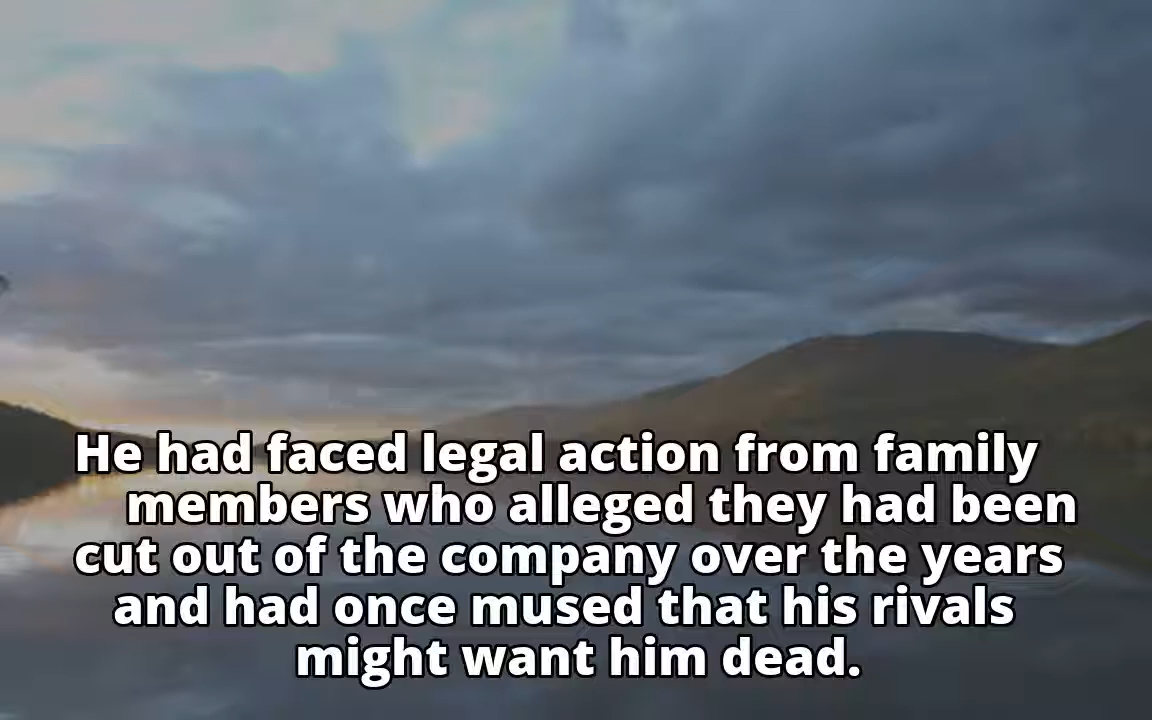 He had faced legal action from family
members who alleged they had been
cut out of the company over the years
and had once mused that his rivals
might want him dead.